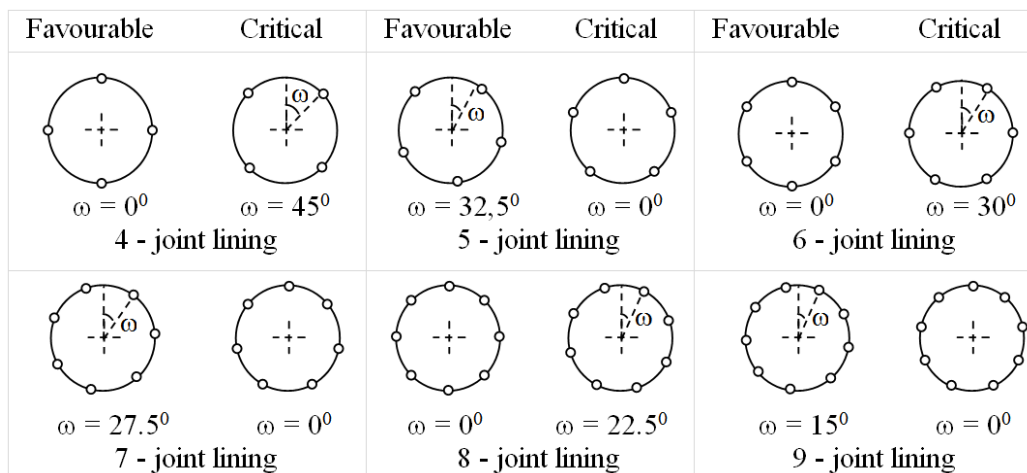 Favourable Critical Favourable Critical Favourable Critical
ω ω ω
ω = 0⁰ ω = 45⁰ ω = 32,5⁰ ω = 0⁰ ω = 0⁰ ω = 30⁰
4 - joint lining 5 - joint lining 6 - joint lining
ω ω ω
ω = 27.5⁰ ω = 0⁰ ω = 0⁰ ω = 22.5⁰ ω = 15⁰ ω = 0⁰
7 - joint lining 8 - joint lining 9 - joint lining